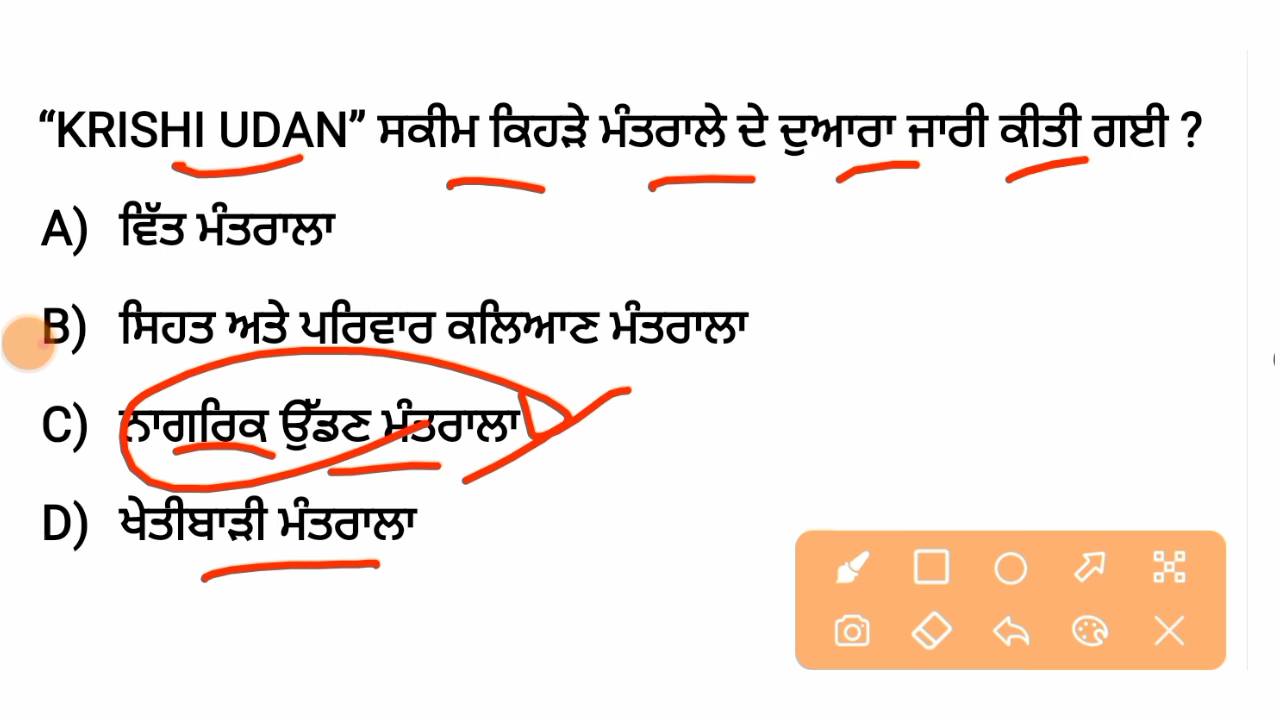 “KRISHI UDAN” ਸਕੀਮ ਕਿਹੜੇ ਮੰਤਰਾਲੇ ਦੇ ਦੁਆਰਾ ਜਾਰੀ ਕੀਤੀ ਗਈ ?
A) ਵਿੱਤ ਮੰਤਰਾਲਾ
B) ਸਿਹਤ ਅਤੇ ਪਰਿਵਾਰ ਕਲਿਆਣ ਮੰਤਰਾਲਾ
C) ਨਾਗਰਿਕ ਉੱਡਣ ਮੰਤਰਾਲਾ
D) ਖੇਤੀਬਾੜੀ ਮੰਤਰਾਲਾ